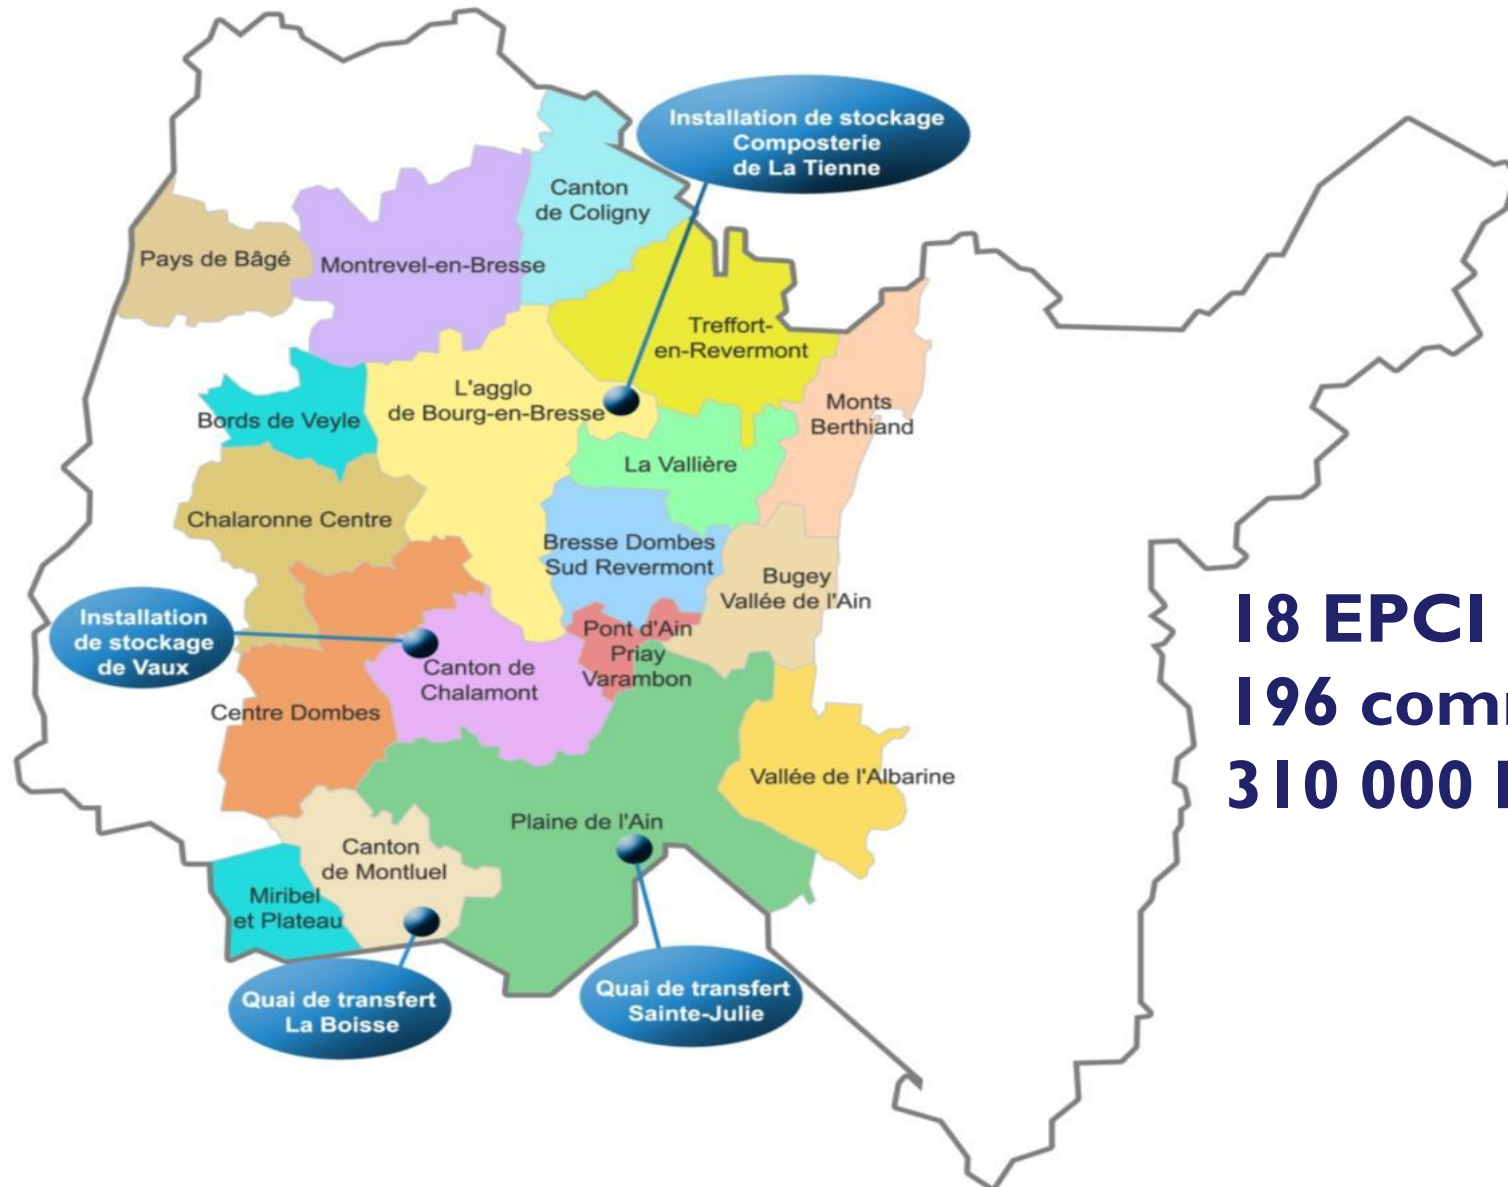 Installation de stockage
Composterie
de La Tienne
Canton
de Coligny
Pays de Bâgé
Montrevel-en-Bresse
Treffort-
en-Revermont
L'agglo
de Bourg-en-Bresse
Monts
Berthiand
Bords de Veyle
La Vallière
Chalaronne Centre
Bresse Dombes
Sud Revermont
Bugey
Vallée de l'Ain
Installation
de stockage
de Vaux
Pont d'Ain
Priay
Varambon
Canton de
Chalamont
Centre Dombes
Vallée de l'Albarine
Plaine de l'Ain
Canton
de Montluel
Miribel
et Plateau
Quai de transfert
La Boisse
Quai de transfert
Sainte-Julie
18 EPCI
196
310 000